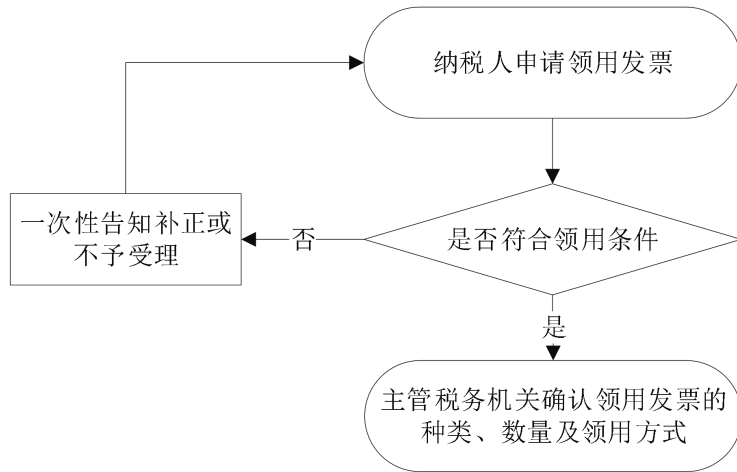 纳税人申请领用发票
一次性告知补正或
不予受理
否
是否符合领用条件
是
主管税务机关确认领用发票的
种类、数量及领用方式